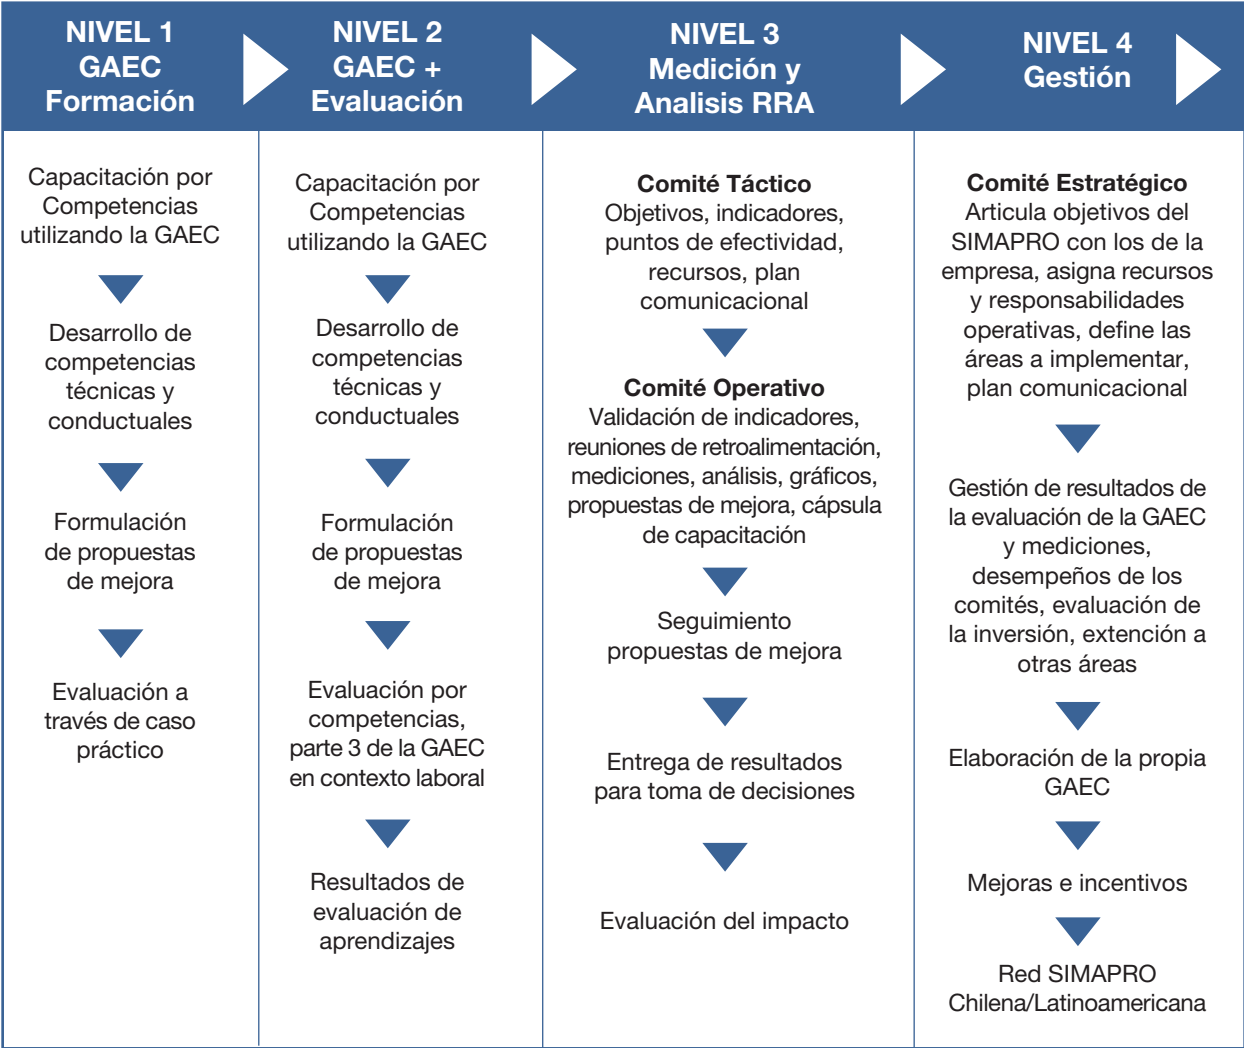 NIVEL 1
GAEC
Formación
NIVEL 2
GAEC +
Evaluación
NIVEL 3
Medición y
Analisis RRA
NIVEL 4
Gestión
Capacitación por
Competencias
utilizando la GAEC
Desarrollo de
competencias
técnicas y
conductuales
Formulación
de propuestas
de mejora
Evaluación a
través de caso
práctico
Capacitación por
Competencias
utilizando la GAEC
Desarrollo de
competencias
técnicas y
conductuales
Formulación
de propuestas
de mejora
Evaluación por
competencias,
parte 3 de la GAEC
en contexto laboral
Resultados de
evaluación de
aprendizajes
Comité Táctico
Objetivos, indicadores,
puntos de efectividad,
recursos, plan
comunicacional
Comité Operativo
Validación de indicadores,
reuniones de retroalimentación,
mediciones, análisis, gráficos,
propuestas de mejora, cápsula
de capacitación
Seguimiento
propuestas de mejora
Entrega de resultados
para toma de decisiones
Evaluación del impacto
Comité Estratégico
Articula objetivos del
SIMAPRO con los de la
empresa, asigna recursos
y responsabilidades
operativas, define las
áreas a implementar,
plan comunicacional
Gestión de resultados de
la evaluación de la GAEC
y mediciones,
desempeños de los
comités, evaluación de
la inversión, extención a
otras áreas
Elaboración de la propia
GAEC
Mejoras e incentivos
Red SIMAPRO
Chilena/Latinoamericana